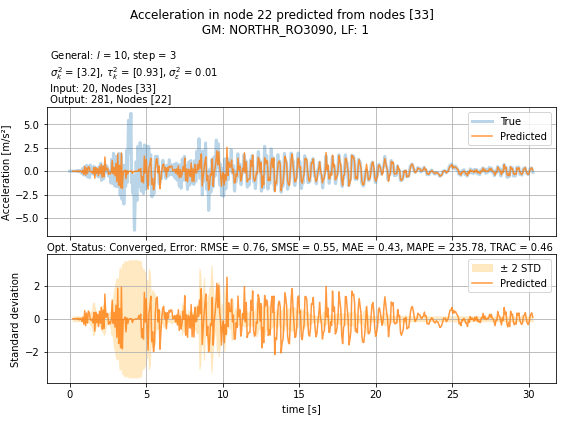 Acceleration in node 22 predicted from nodes [33]
GM: NORTHR_RO3090, LF: 1
General: l = 10, step = 3
σ²ₖ = [3.2], τ²ₖ = [0.93], σ²ε = 0.01
Input: 20, Nodes [33]
Output: 281, Nodes [22]
Acceleration [m/s²]
5.0
2.5
0.0
−2.5
−5.0
True
Predicted
Opt. Status: Converged, Error: RMSE = 0.76, SMSE = 0.55, MAE = 0.43, MAPE = 235.78, TRAC = 0.46
Standard deviation
2
0
−2
± 2 STD
Predicted
0 5 10 15 20 25 30
time [s]